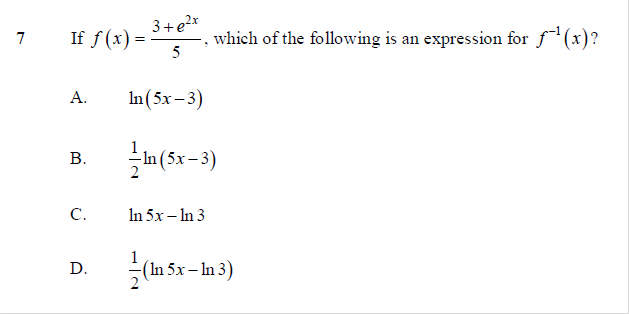 7 If f(x) = (3+e^{2x})/5, which of the following is an expression for f^{-1}(x)?
A. ln(5x−3)
B. 1/2 ln(5x−3)
C. ln 5x − ln 3
D. 1/2 (ln 5x − ln 3)